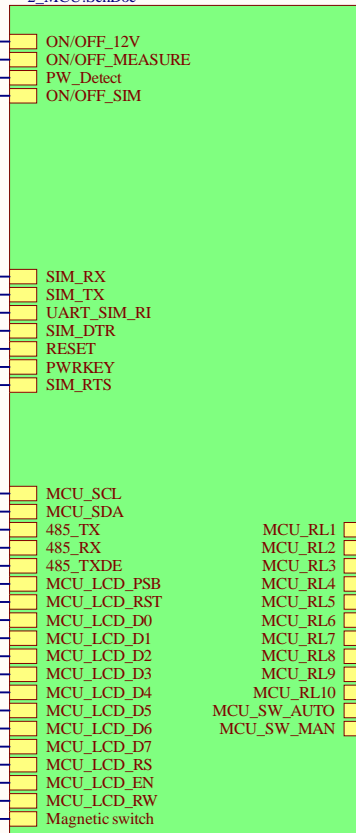 2_MCU.SchDoc
ON/OFF_12V
ON/OFF_MEASURE
PW_Detect
ON/OFF_SIM
SIM_RX
SIM_TX
UART_SIM_RI
SIM_DTR
RESET
PWRKEY
SIM_RTS
MCU_SCL
MCU_SDA
485_TX
485_RX
485_TXDE
MCU_LCD_PSB
MCU_LCD_RST
MCU_LCD_D0
MCU_LCD_D1
MCU_LCD_D2
MCU_LCD_D3
MCU_LCD_D4
MCU_LCD_D5
MCU_LCD_D6
MCU_LCD_D7
MCU_LCD_RS
MCU_LCD_EN
MCU_LCD_RW
Magnetic switch
MCU_RL1
MCU_RL2
MCU_RL3
MCU_RL4
MCU_RL5
MCU_RL6
MCU_RL7
MCU_RL8
MCU_RL9
MCU_RL10
MCU_SW_AUTO
MCU_SW_MAN